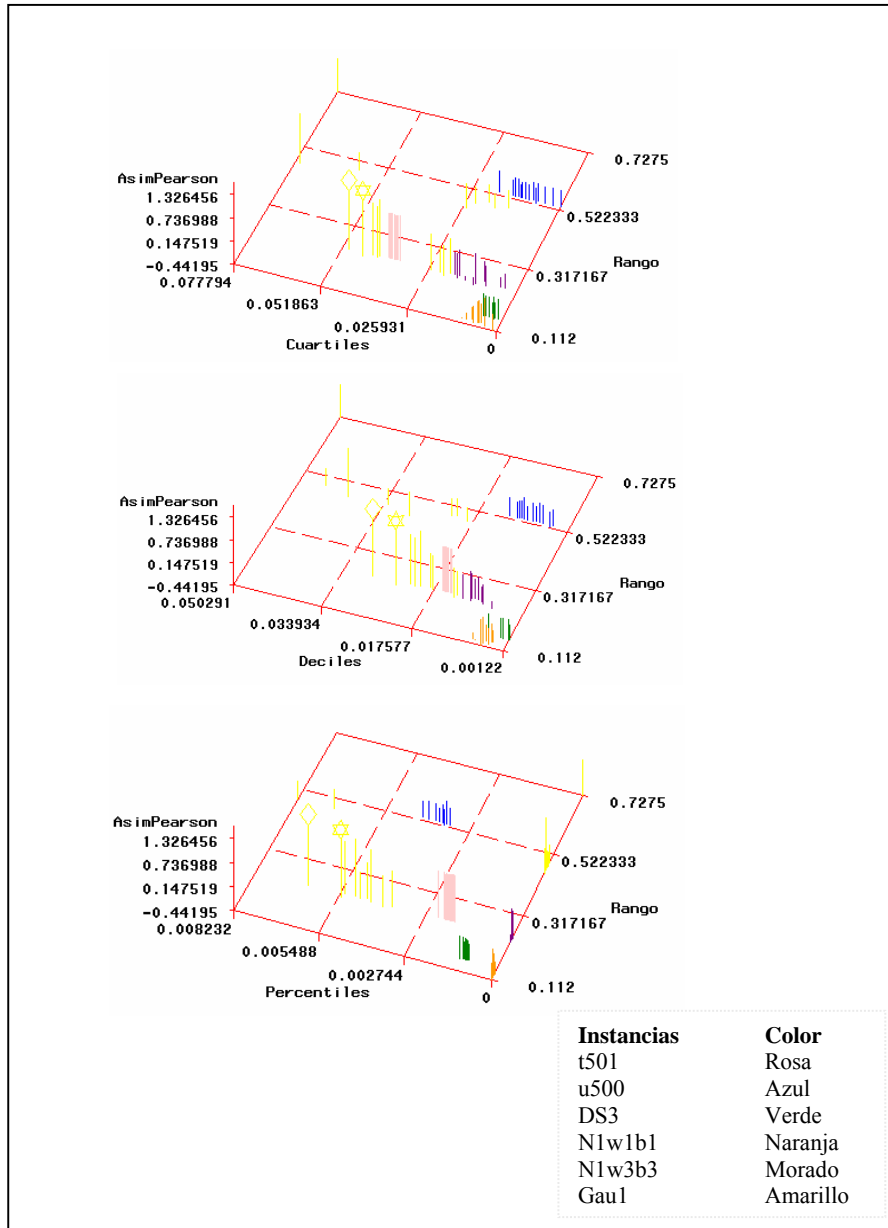 0.7275
AsimPearson
1.326456
0.522333
0.736988
0.147519
Rango
-0.44195
0.317167
0.077794
0.051863
0.025931
0.112
Cuartiles
0
0.7275
AsimPearson
1.326456
0.522333
0.736988
0.147519
Rango
-0.44195
0.317167
0.050291
0.033934
0.017577
0.112
Deciles
0.00122
AsimPearson
0.7275
1.326456
0.522333
0.736988
0.147519
Rango
-0.44195
0.317167
0.008232
0.005488
0.002744
0.112
Percentiles
0
Instancias Color
t501 Rosa
u500 Azul
DS3 Verde
N1w1b1 Naranja
N1w3b3 Morado
Gau1 Amarillo